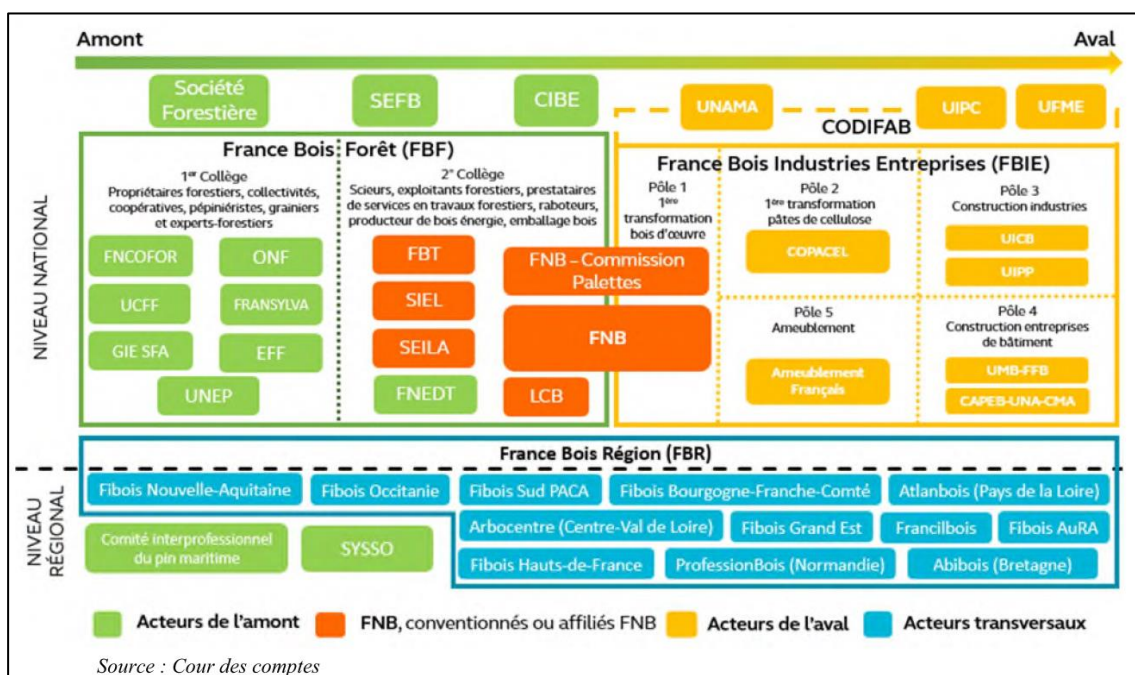 Amont
Aval
Société
Forestière
SEFB
CIBE
UNAMA
UIPC
UFME
CODIFAB
NIVEAU NATIONAL
France Bois Forêt (FBF)
1er Collège
Propriétaires forestiers, collectivités,
coopératives, pépiniéristes, grainiers
et experts-forestiers
FNCOFOR
ONF
UCFF
FRANSYLVA
GIE SFA
EFF
UNEP
2° Collège
Scieurs, exploitants forestiers, prestataires
de services en travaux forestiers, raboteurs,
producteur de bois énergie, emballage bois
FBT
SIEL
SEILA
FNEDT
FNB – Commission
Palettes
FNB
LCB
France Bois Industries Entreprises (FBIE)
Pôle 1
1ère
transformation
bois d'œuvre
Pôle 2
1ère transformation
pâtes de cellulose
COPACEL
Pôle 3
Construction industries
UICB
UIPP
Pôle 5
Ameublement
Ameublement
Français
Pôle 4
Construction entreprises
de bâtiment
UMB-FFB
CAPEB-UNA-CMA
NIVEAU
RÉGIONAL
France Bois Région (FBR)
Fibois Nouvelle-Aquitaine
Fibois Occitanie
Fibois Sud PACA
Fibois Bourgogne-Franche-Comté
Atlanbois (Pays de la Loire)
Comité interprofessionnel
du pin maritime
SYSSO
Arbocentre (Centre-Val de Loire)
Fibois Grand Est
Francilbois
Fibois AuRA
Fibois Hauts-de-France
ProfessionBois (Normandie)
Abibois (Bretagne)
Acteurs de l'amont
FNB, conventionnés ou affiliés FNB
Acteurs de l'aval
Acteurs transversaux
Source : Cour des comptes